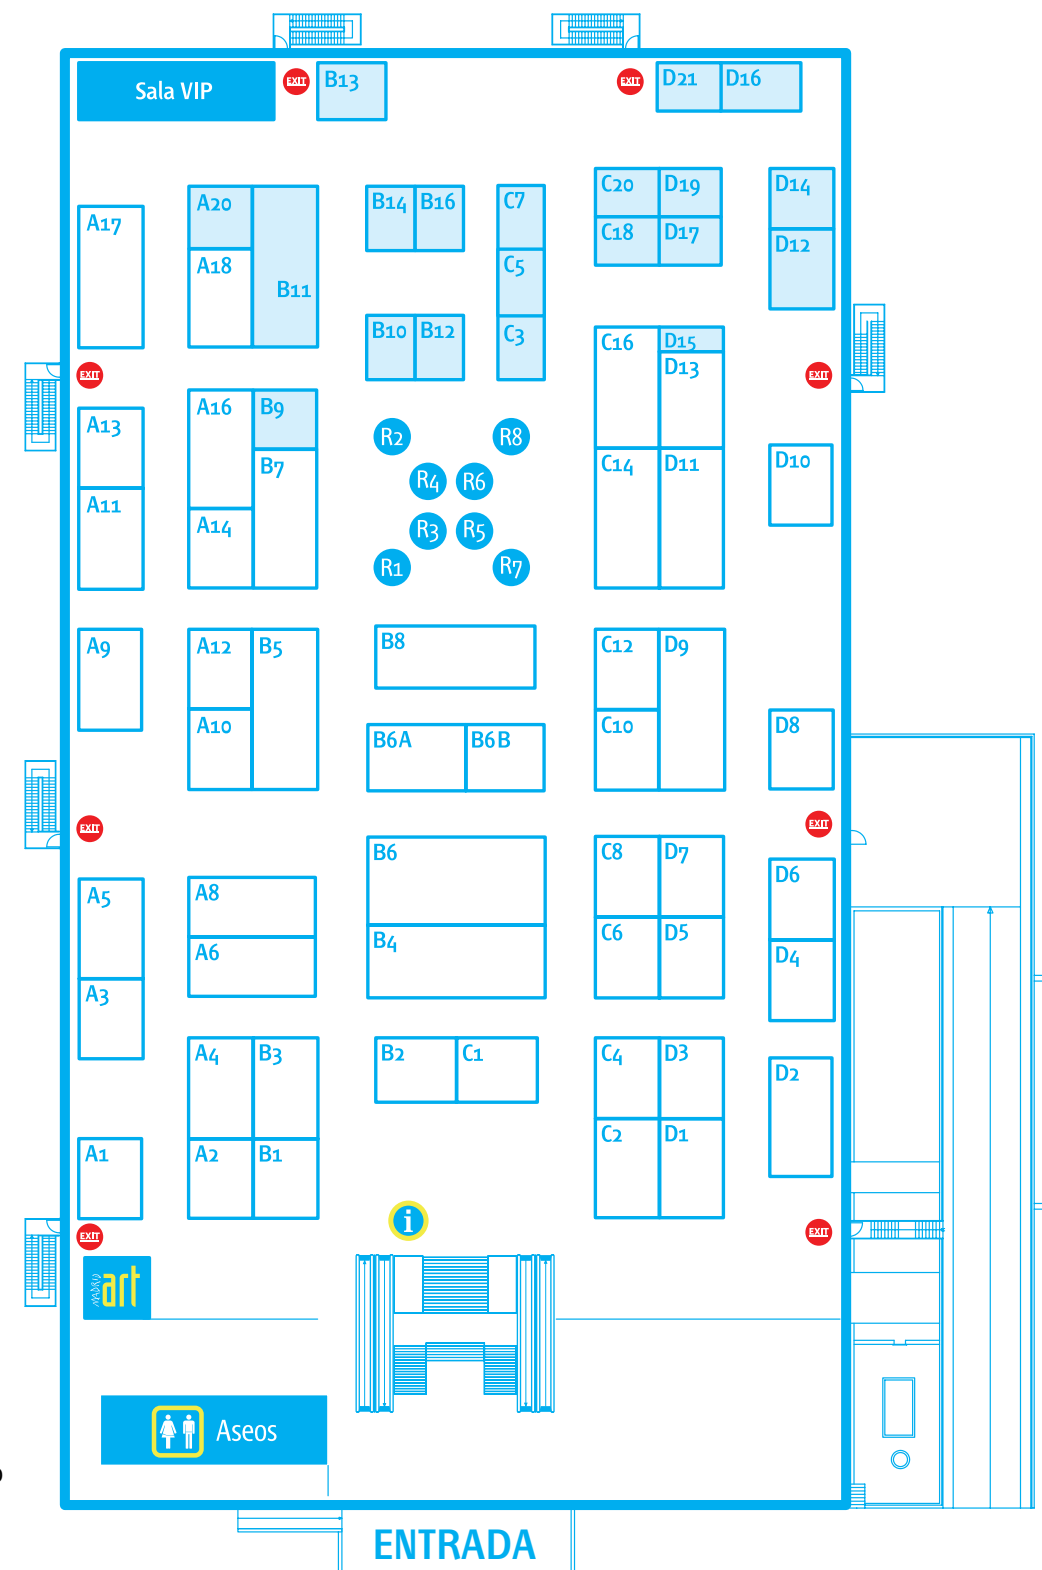 Sala VIP
EXIT
B13
EXIT
D21
D16
A17
A20
A18
B11
B14
B16
C7
C5
C3
C20
D19
C18
D17
D14
D12
B10
B12
C16
D15
D13
EXIT
EXIT
A13
A11
A16
B9
B7
A14
R2
R8
R4
R6
R3
R5
R1
R7
C14
D11
D10
A9
A12
B5
A10
B8
C12
D9
C10
B6A
B6B
D8
EXIT
EXIT
A5
A3
A8
A6
B6
B4
C8
D7
C6
D5
D6
D4
A4
B3
A2
B1
B2
C1
C4
D3
C2
D1
D2
A1
i
EXIT
EXIT
MADRID
art
Aseos
ENTRADA